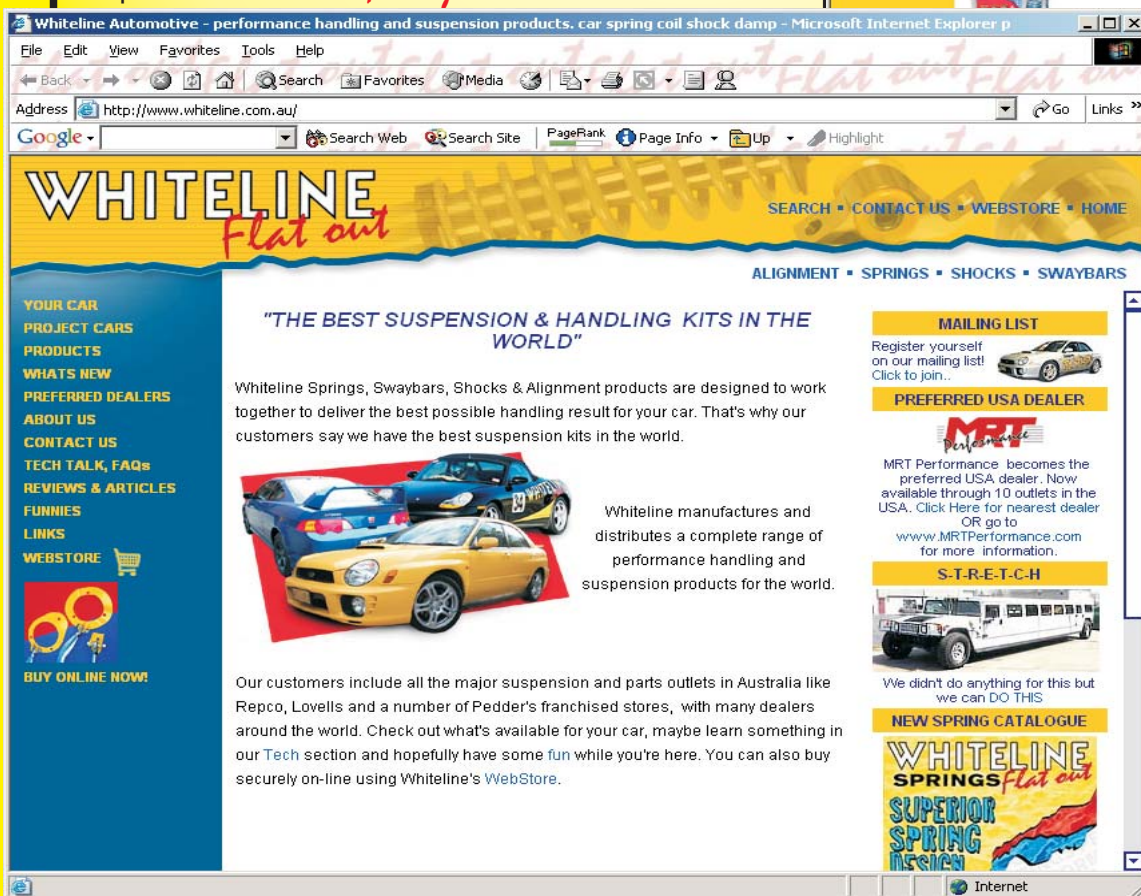 Whiteline Automotive - performance handling and suspension products. car spring coil shock damp - Microsoft Internet Explorer p
File Edit View Favorites Tools Help
Back Search Favorites Media
Address http://www.whiteline.com.au/ Go Links »
Google Search Web Search Site PageRank Page Info Up Highlight
WHITELINE
Flat out
SEARCH ▪ CONTACT US ▪ WEBSTORE ▪ HOME
ALIGNMENT ▪ SPRINGS ▪ SHOCKS ▪ SWAYBARS
YOUR CAR
PROJECT CARS
PRODUCTS
WHATS NEW
PREFERRED DEALERS
ABOUT US
CONTACT US
TECH TALK, FAQs
REVIEWS & ARTICLES
FUNNIES
LINKS
WEBSTORE
BUY ONLINE NOW!
"THE BEST SUSPENSION & HANDLING KITS IN THE
WORLD"
Whiteline Springs, Swaybars, Shocks & Alignment products are designed to work
together to deliver the best possible handling result for your car. That's why our
customers say we have the best suspension kits in the world.
Whiteline manufactures and
distributes a complete range of
performance handling and
suspension products for the world.
Our customers include all the major suspension and parts outlets in Australia like
Repco, Lovells and a number of Pedder's franchised stores, with many dealers
around the world. Check out what's available for your car, maybe learn something in
our Tech section and hopefully have some fun while you're here. You can also buy
securely on-line using Whiteline's WebStore.
MAILING LIST
Register yourself
on our mailing list!
Click to join..
PREFERRED USA DEALER
MRT
Performance
MRT Performance becomes the
preferred USA dealer. Now
available through 10 outlets in the
USA. Click Here for nearest dealer
OR go to
www.MRTPerformance.com
for more information.
S-T-R-E-T-C-H
We didn't do anything for this but
we can DO THIS
NEW SPRING CATALOGUE
WHITELINE
SPRINGS Flat out
SUPERIOR
SPRING
DESIGN
Internet